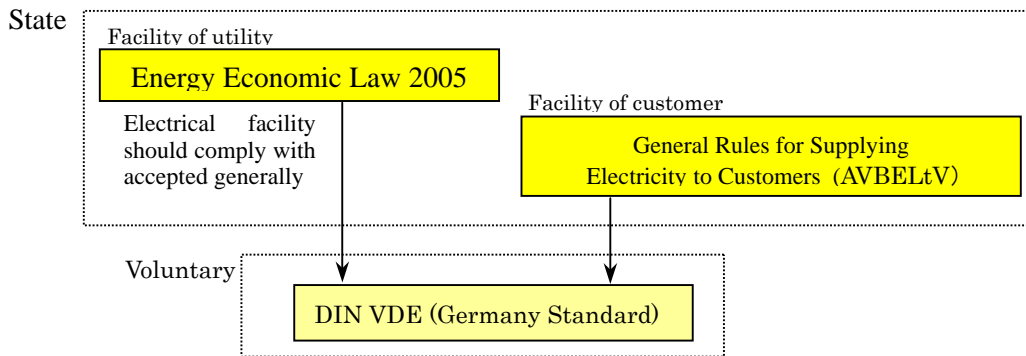 State
Facility of utility
Energy Economic Law 2005
Electrical facility
should comply with
accepted generally
Facility of customer
General Rules for Supplying
Electricity to Customers (AVBELtV)
Voluntary
DIN VDE (Germany Standard)